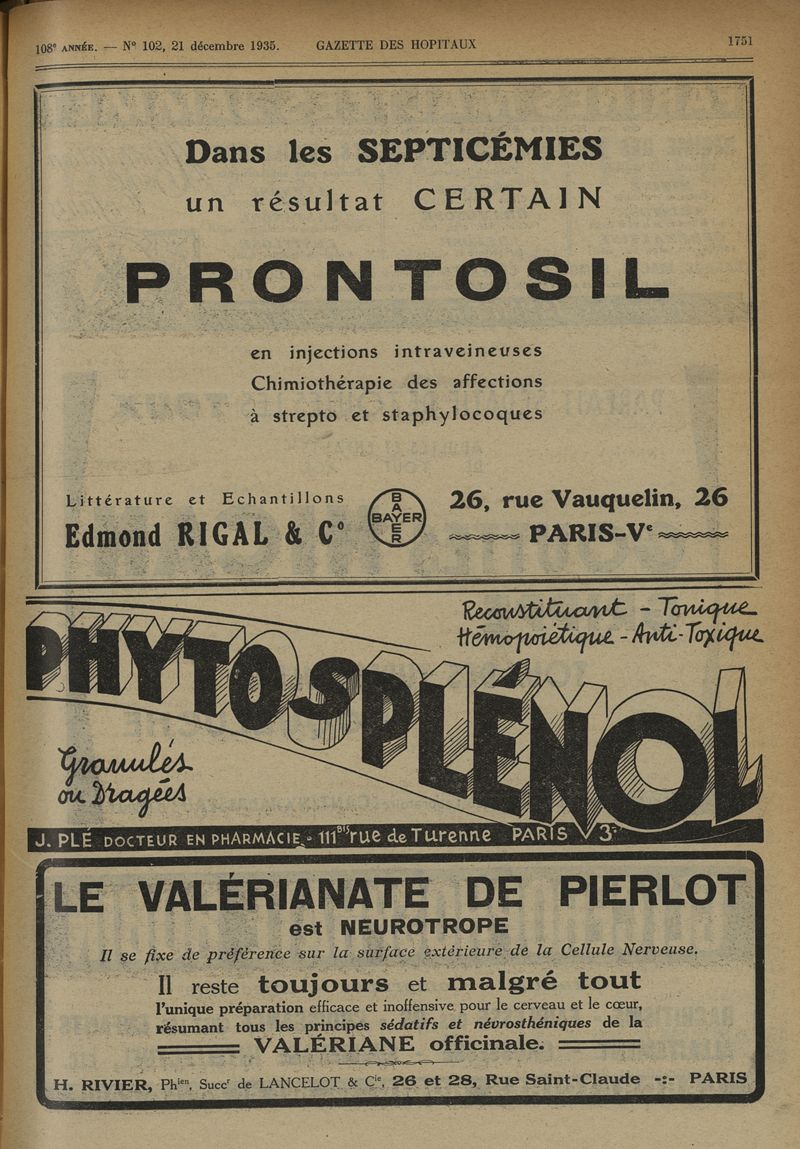 108e ANNÉE. — N° 102, 21 décembre 1935. GAZETTE DES HOPITAUX 1751
Dans les SEPTICÉMIES
un résultat CERTAIN
PRONTOSIL
en injections intraveineuses
Chimiothérapie des affections
à strepto et staphylocoques
Littérature et Echantillons
Edmond RIGAL & Co
BAYER
BAYER
26, rue Vauquelin, 26
PARIS-Ve
Reconstituant - Tonique
Hémopoiétique - Anti-Toxique
PHYTOSPLÉNOL
Granulés
ou Dragées
J. PLÉ DOCTEUR EN PHARMACIE - 111BIS rue de Turenne PARIS 3e
LE VALÉRIANATE DE PIERLOT
est NEUROTROPE
Il se fixe de préférence sur la surface extérieure de la Cellule Nerveuse.
Il reste toujours et malgré tout
l'unique préparation efficace et inoffensive pour le cerveau et le cœur,
résumant tous les principes sédatifs et névrosthéniques de la
VALÉRIANE officinale.
H. RIVIER, Phien, Succr de LANCELOT & Cie, 26 et 28, Rue Saint-Claude -:- PARIS